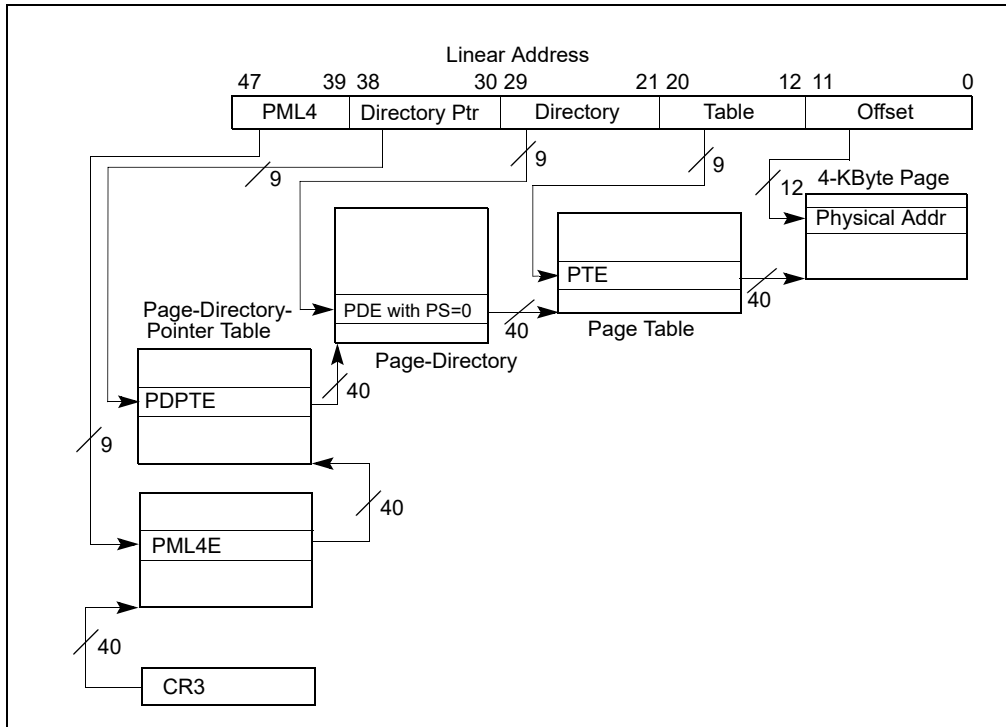 Linear Address
47 39 38 30 29 21 20 12 11 0
PML4 Directory Ptr Directory Table Offset
9 9 9 12 4-KByte Page
Physical Addr
PTE
40
PDE with PS=0
40
Page Table
Page-Directory-
Pointer Table
Page-Directory
40
PDPTE
9
40
PML4E
40
CR3